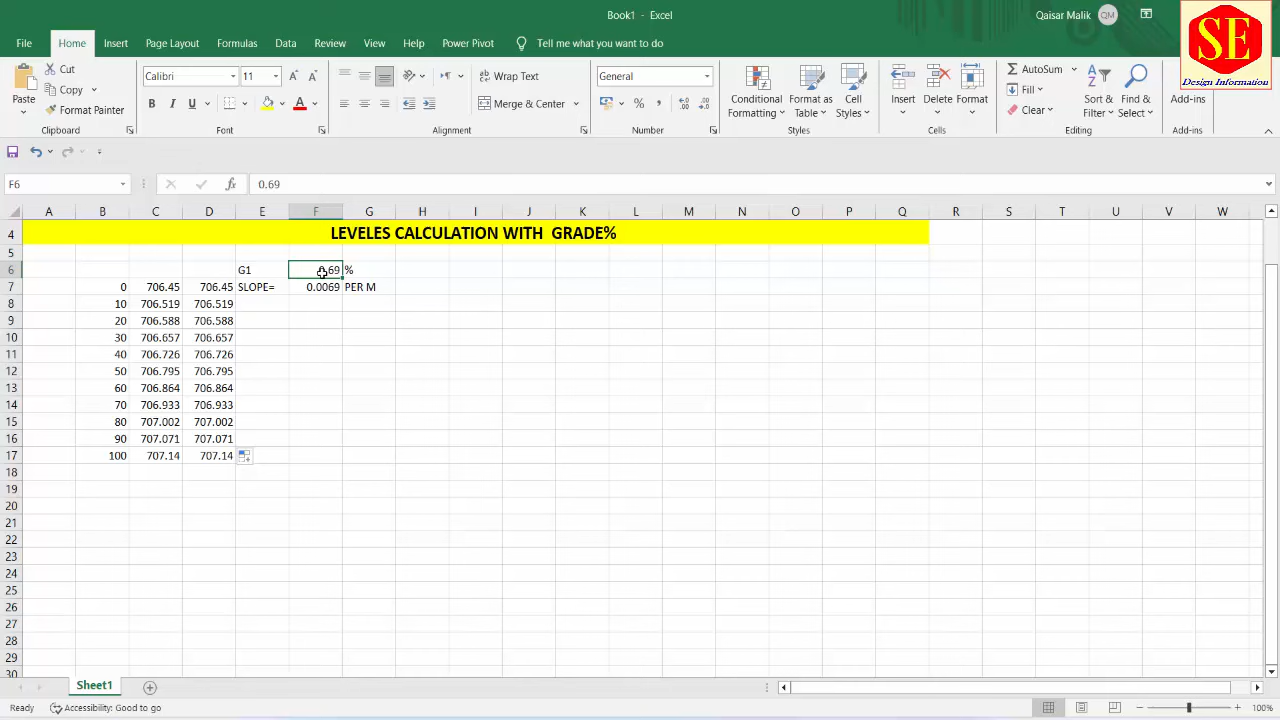 Book1 - Excel
Qaisar Malik QM
SE
Design Information
File Home Insert Page Layout Formulas Data Review View Help Power Pivot Tell me what you want to do
Paste
Cut
Copy
Format Painter
Clipboard
Calibri 11
B I U
Font
Wrap Text
Merge & Center
Alignment
General
% ,
Number
Conditional Formatting
Format as Table
Cell Styles
Styles
Insert Delete Format
Cells
AutoSum
Fill
Clear
Sort & Filter
Find & Select
Editing
Add-ins
Add-ins
F6 fx 0.69
A B C D E F G H I J K L M N O P Q R S T U V W
4 LEVELES CALCULATION WITH GRADE%
5
6 G1 .69 %
7 0 706.45 706.45 SLOPE= 0.0069 PER M
8 10 706.519 706.519
9 20 706.588 706.588
10 30 706.657 706.657
11 40 706.726 706.726
12 50 706.795 706.795
13 60 706.864 706.864
14 70 706.933 706.933
15 80 707.002 707.002
16 90 707.071 707.071
17 100 707.14 707.14
18
19
20
21
22
23
24
25
26
27
28
29
30
Sheet1
Ready Accessibility: Good to go 100%